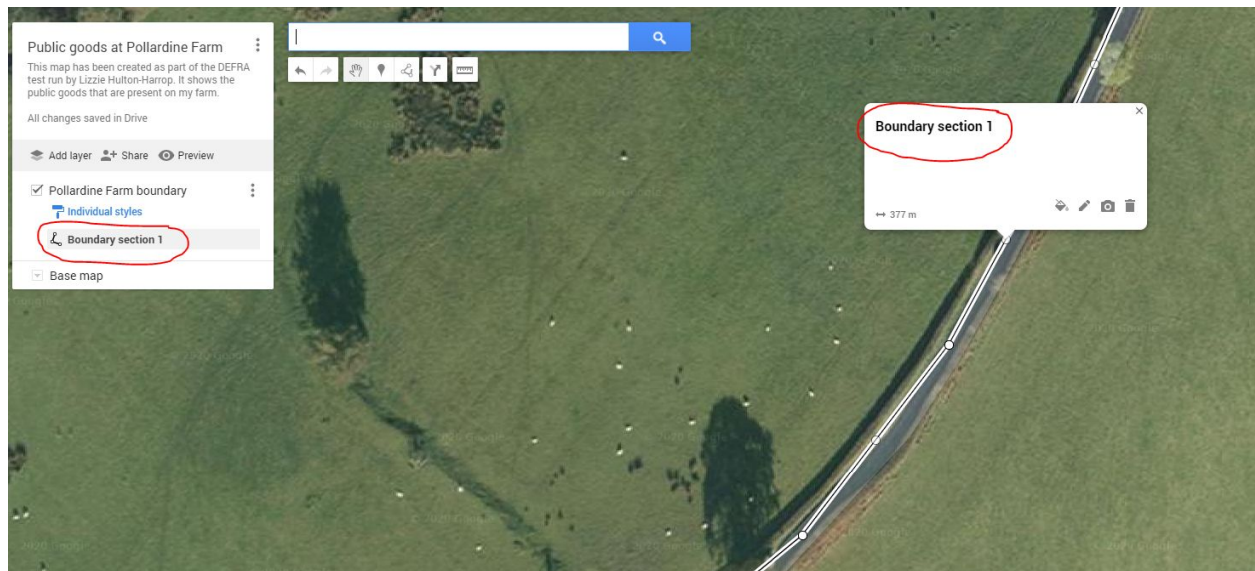 Public goods at Pollardine Farm
This map has been created as part of the DEFRA
test run by Lizzie Hulton-Harrop. It shows the
public goods that are present on my farm.
All changes saved in Drive
Add layer Share Preview
Pollardine Farm boundary
Individual styles
Boundary section 1
Base map
Boundary section 1
377 m